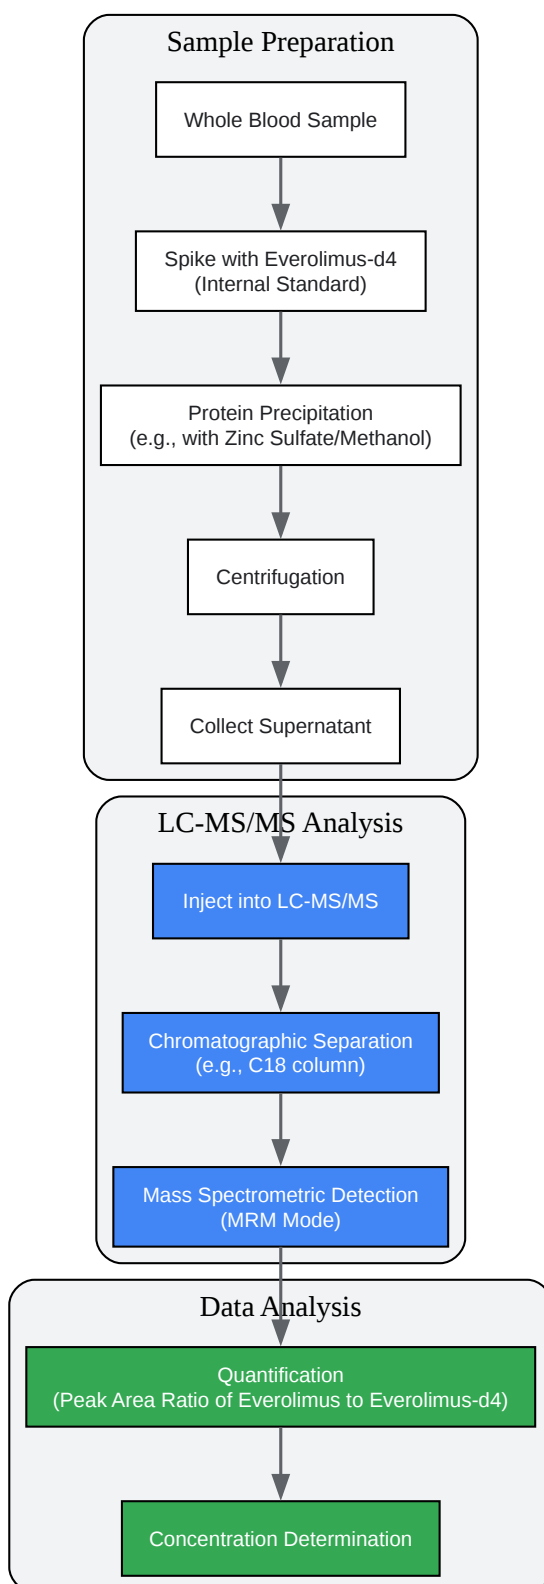 Sample Preparation
Whole Blood Sample
Spike with Everolimus-d4
(Internal Standard)
Protein Precipitation
(e.g., with Zinc Sulfate/Methanol)
Centrifugation
Collect Supernatant
LC-MS/MS Analysis
Inject into LC-MS/MS
Chromatographic Separation
(e.g., C18 column)
Mass Spectrometric Detection
(MRM Mode)
Data Analysis
Quantification
(Peak Area Ratio of Everolimus to Everolimus-d4)
Concentration Determination